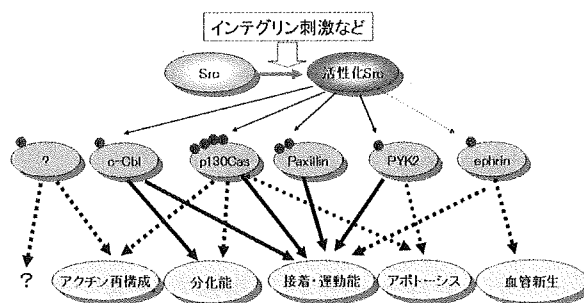 インテグリン刺激など
Src
活性化Src
?
c-Cbl
p130Cas
Paxillin
PYK2
ephrin
?
アクチン再構成
分化能
接着・運動能
アポトーシス
血管新生